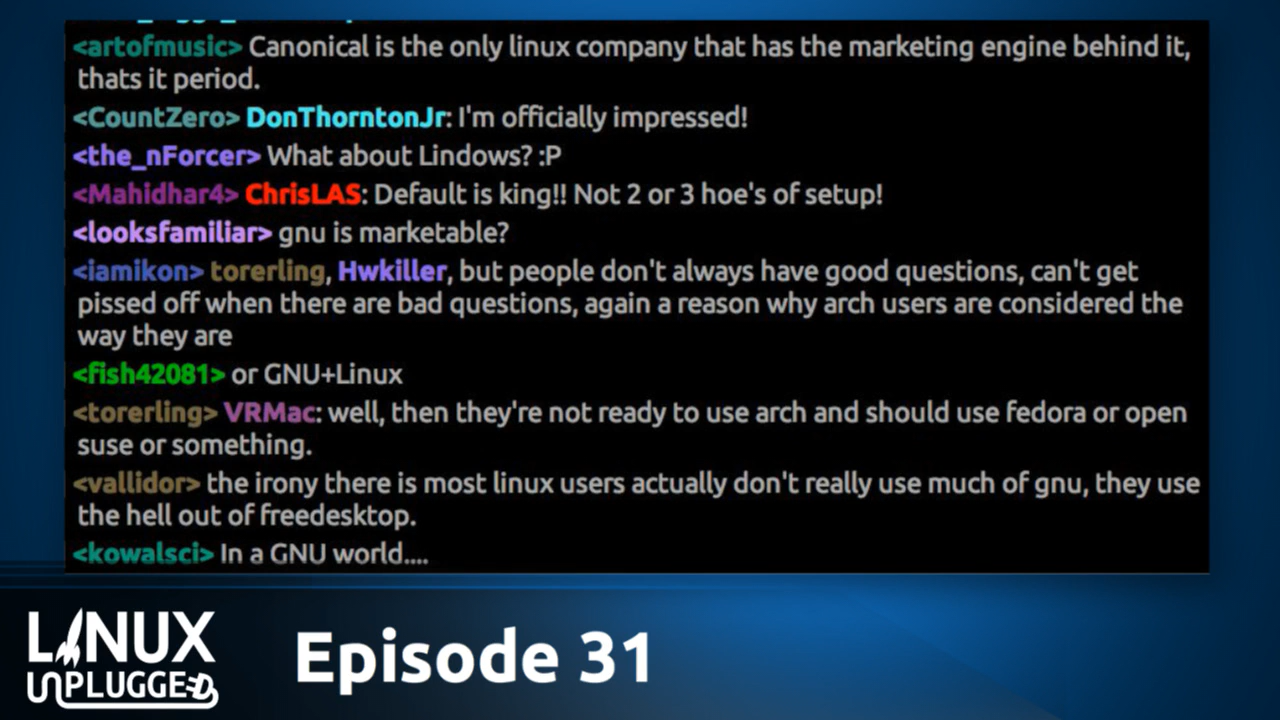 <artofmusic> Canonical is the only linux company that has the marketing engine behind it,
thats it period.
<CountZero> DonThorntonJr: I'm officially impressed!
<the_nForcer> What about Lindows? :P
<Mahidhar4> ChrisLAS: Default is king!! Not 2 or 3 hoe's of setup!
<looksfamiliar> gnu is marketable?
<iamikon> torerling, Hwkiller, but people don't always have good questions, can't get
pissed off when there are bad questions, again a reason why arch users are considered the
way they are
<fish42081> or GNU+Linux
<torerling> VRMac: well, then they're not ready to use arch and should use fedora or open
suse or something.
<vallidor> the irony there is most linux users actually don't really use much of gnu, they use
the hell out of freedesktop.
<kowalsci> In a GNU world....
LINUX
UNPLUGGED
Episode 31